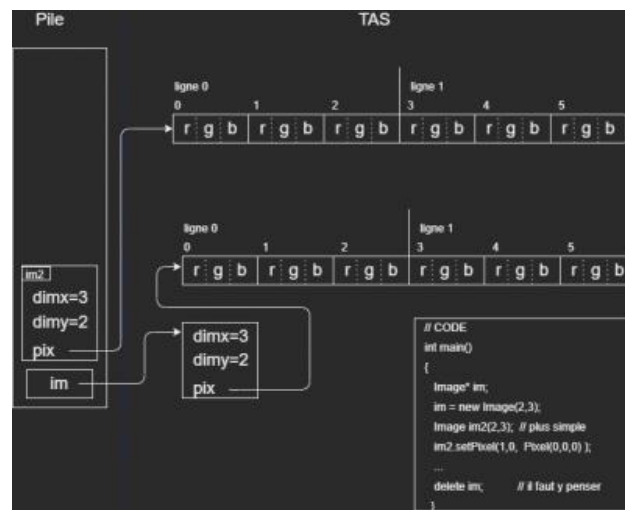 Pile TAS
ligne 0 ligne 1
0 1 2 3 4 5
r g b r g b r g b r g b r g b r g b
ligne 0 ligne 1
0 1 2 3 4 5
r g b r g b r g b r g b r g b r g b
im2
dimx=3
dimy=2
pix
im
dimx=3
dimy=2
pix
// CODE
int main()
{
Image* im;
im = new Image(2,3);
Image im2(2,3); // plus simple
im2.setPixel(1,0, Pixel(0,0,0) );
...
delete im; // il faut y penser
}